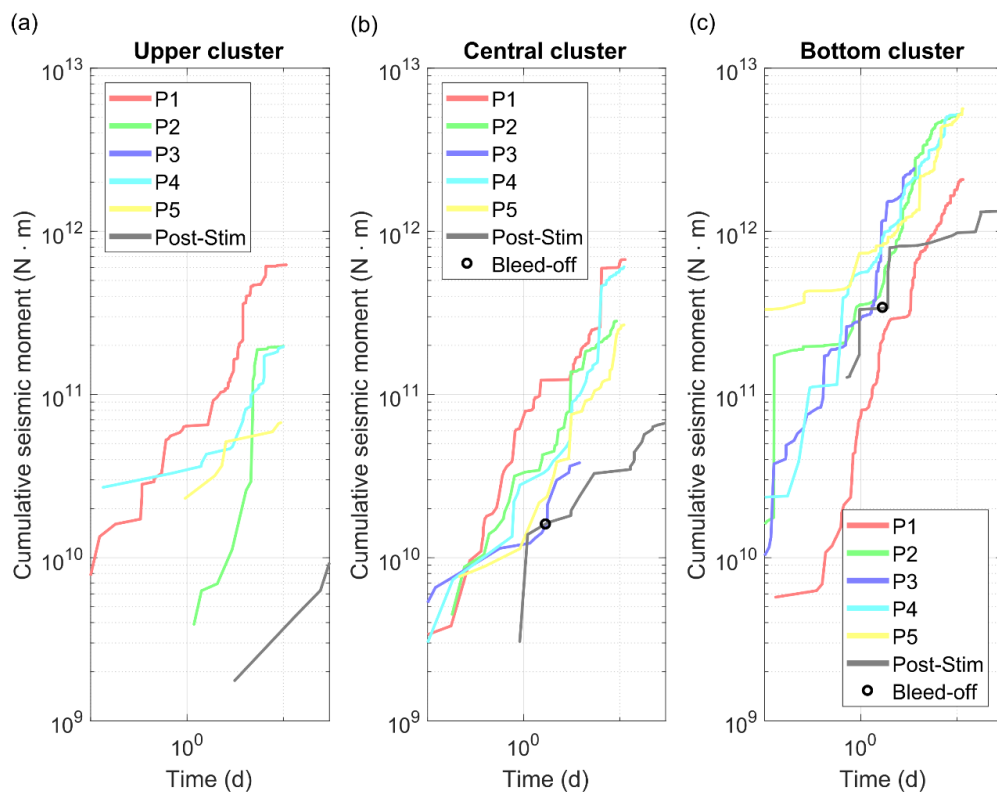 (a)
Upper cluster
10^13
10^12
10^11
10^10
10^9
Cumulative seismic moment (N · m)
P1
P2
P3
P4
P5
Post-Stim
10^0
Time (d)
(b)
Central cluster
10^13
10^12
10^11
10^10
10^9
Cumulative seismic moment (N · m)
P1
P2
P3
P4
P5
Post-Stim
Bleed-off
10^0
Time (d)
(c)
Bottom cluster
10^13
10^12
10^11
10^10
10^9
Cumulative seismic moment (N · m)
P1
P2
P3
P4
P5
Post-Stim
Bleed-off
10^0
Time (d)